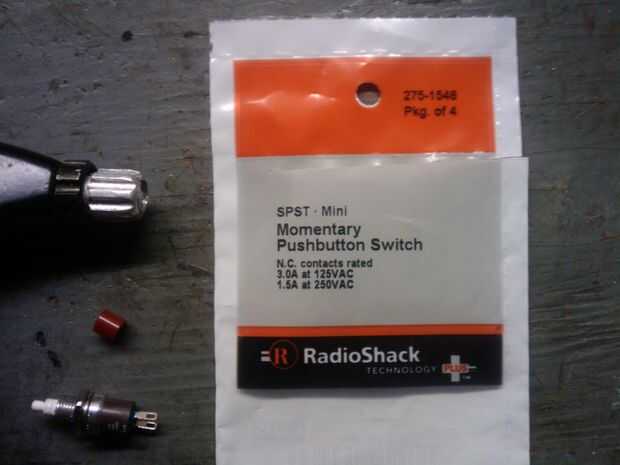 275-1548
Pkg. of 4
SPST · Mini
Momentary
Pushbutton Switch
N.C. contacts rated
3.0A at 125VAC
1.5A at 250VAC
R RadioShack
TECHNOLOGY PLUS